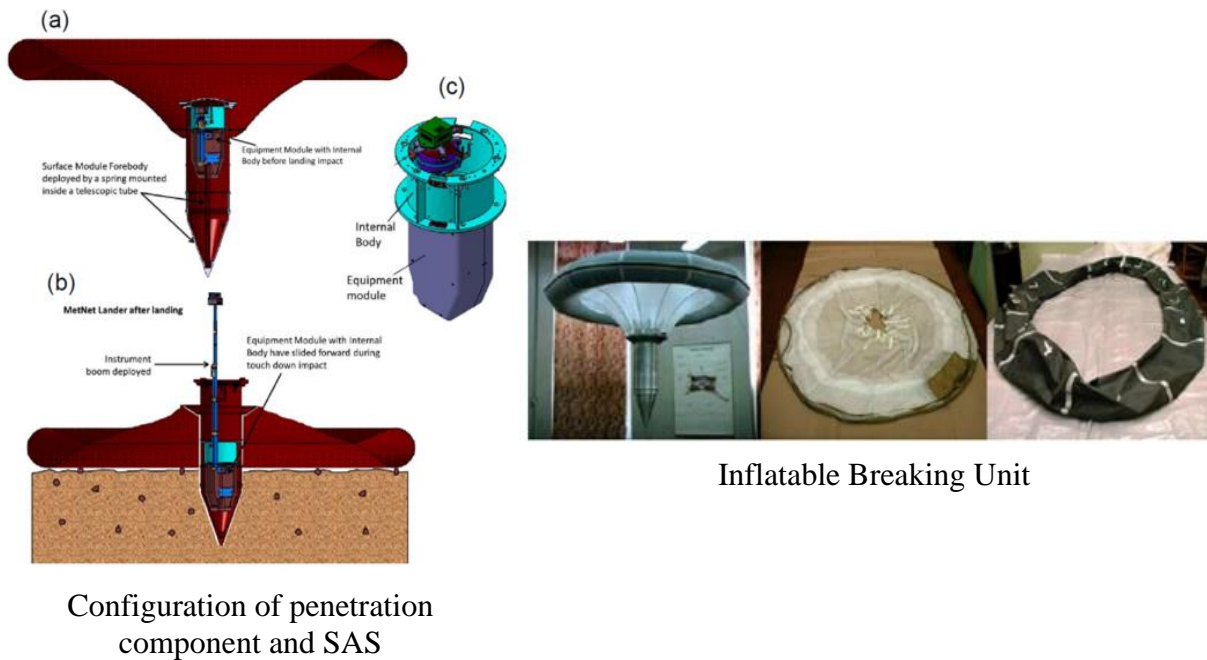 (a)
Equipment Module with Internal
Body before landing impact
Surface Module Forebody
deployed by a spring mounted
inside a telescopic tube
(c)
Internal
Body
Equipment
module
(b)
MetNet Lander after landing
Instrument
boom deployed
Equipment Module with Internal
Body have slided forward during
touch down impact
Configuration of penetration
component and SAS
Inflatable Breaking Unit